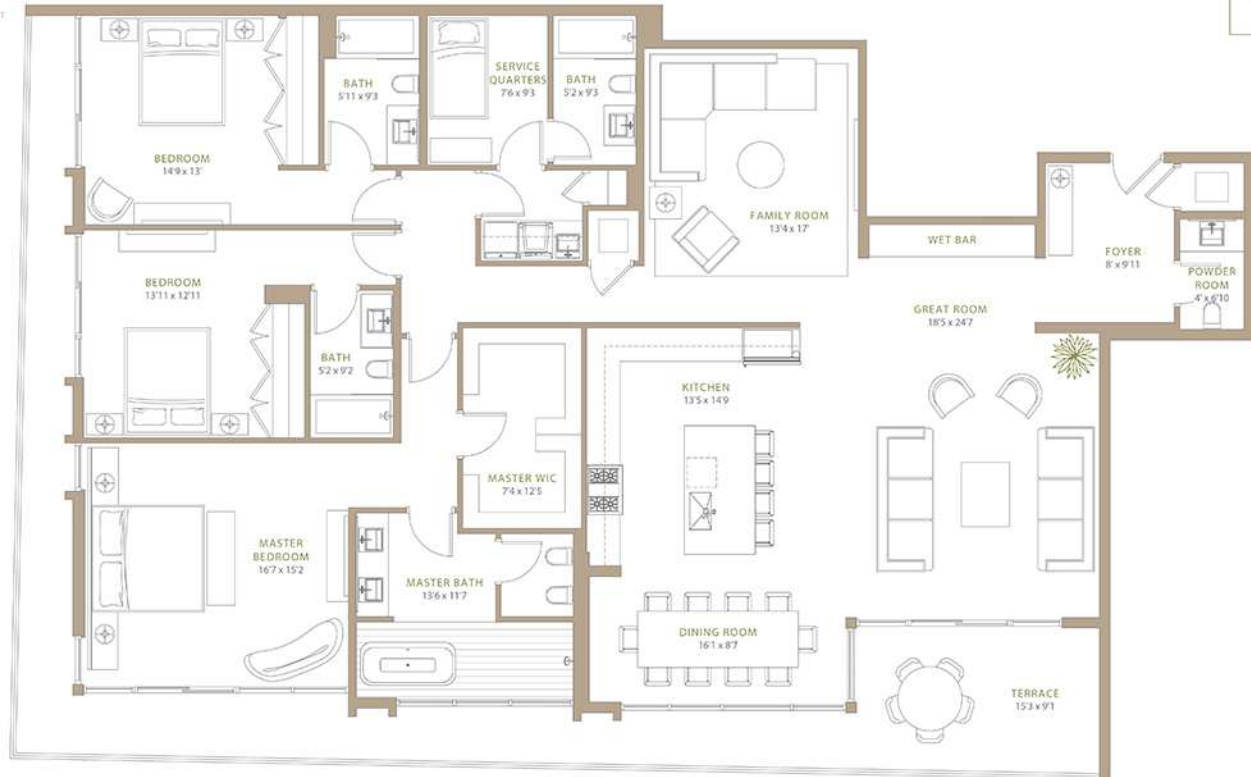 T
BEDROOM
14'9 x 13'
BATH
5'11 x 9'3
SERVICE
QUARTERS
7'6 x 9'3
BATH
5'2 x 9'3
FAMILY ROOM
13'4 x 17'
WET BAR
FOYER
8' x 9'11
POWDER
ROOM
4' x 6'10
BEDROOM
13'11 x 12'11
BATH
5'2 x 9'2
GREAT ROOM
18'5 x 24'7
KITCHEN
13'5 x 14'9
MASTER WIC
7'4 x 12'5
MASTER
BEDROOM
16'7 x 15'2
MASTER BATH
13'6 x 11'7
DINING ROOM
16'1 x 8'7
TERRACE
15'3 x 9'1